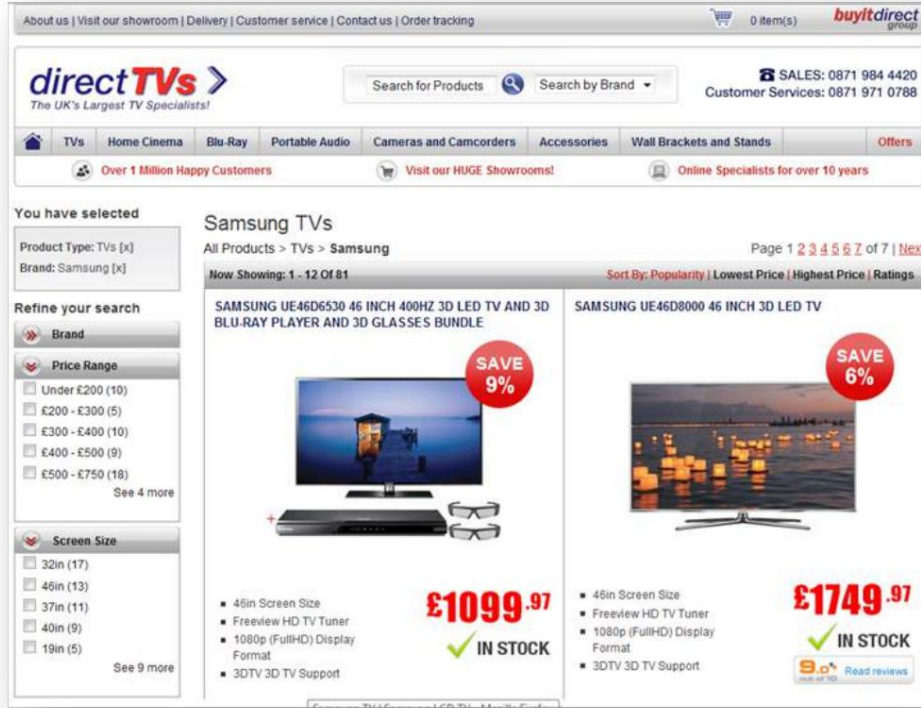 About us | Visit our showroom | Delivery | Customer service | Contact us | Order tracking
0 item(s)
buyitdirect
group
directTVs >
The UK's Largest TV Specialists!
Search for Products
Search by Brand
SALES: 0871 984 4420
Customer Services: 0871 971 0788
TVs Home Cinema Blu-Ray Portable Audio Cameras and Camcorders Accessories Wall Brackets and Stands Offers
Over 1 Million Happy Customers
Visit our HUGE Showrooms!
Online Specialists for over 10 years
You have selected
Product Type: TVs [x]
Brand: Samsung [x]
Refine your search
Brand
Price Range
Under £200 (10)
£200 - £300 (5)
£300 - £400 (10)
£400 - £500 (9)
£500 - £750 (18)
See 4 more
Screen Size
32in (17)
46in (13)
37in (11)
40in (9)
19in (5)
See 9 more
Samsung TVs
All Products > TVs > Samsung
Page 1 2 3 4 5 6 7 of 7 | Nex
Now Showing: 1 - 12 Of 81
Sort By: Popularity | Lowest Price | Highest Price | Ratings
SAMSUNG UE46D6530 46 INCH 400HZ 3D LED TV AND 3D
BLU-RAY PLAYER AND 3D GLASSES BUNDLE
SAVE
9%
46in Screen Size
Freeview HD TV Tuner
1080p (FullHD) Display
Format
3DTV 3D TV Support
£1099.97
IN STOCK
SAMSUNG UE46D8000 46 INCH 3D LED TV
SAVE
6%
46in Screen Size
Freeview HD TV Tuner
1080p (FullHD) Display
Format
3DTV 3D TV Support
£1749.97
IN STOCK
9.0
out of 10
Read reviews